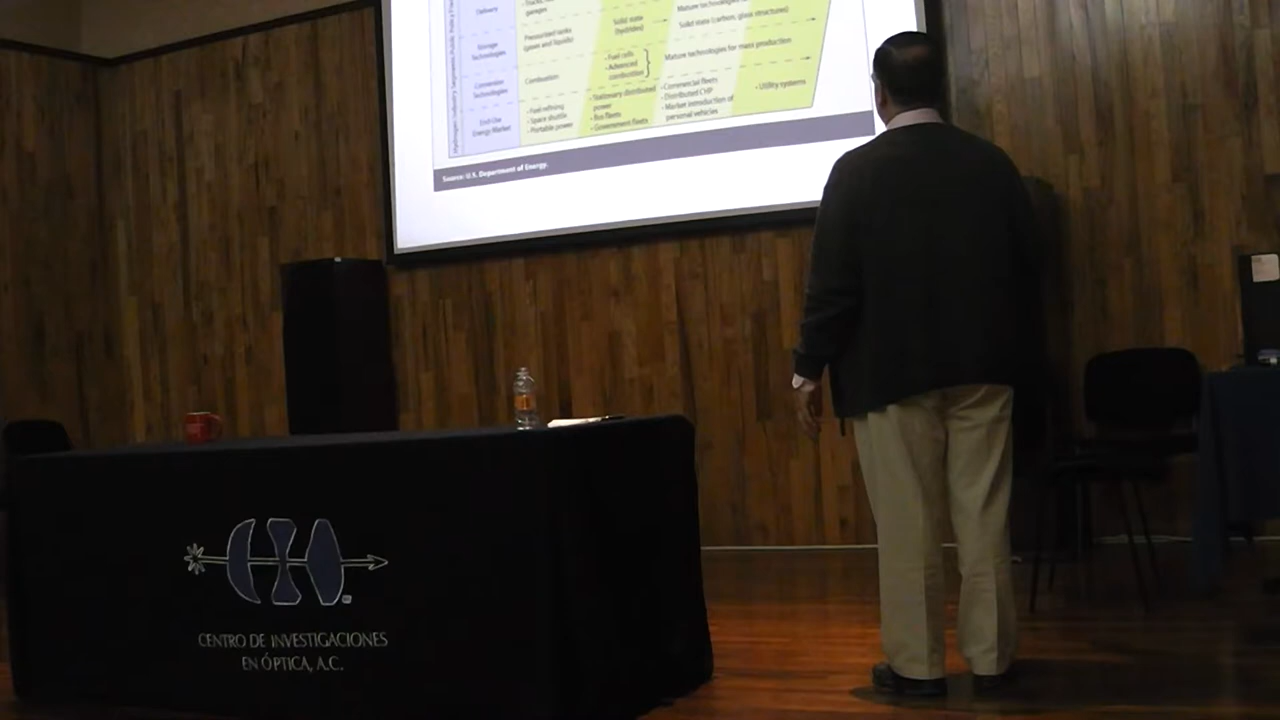 Delivery
garages
Mature technologies
Storage
Technologies
Pressurized tanks
(gases and liquids)
Solid state
(hydrides)
Solid state (carbon, glass structures)
Conversion
Technologies
Combustion
• Fuel cells
• Advanced
combustion
Mature technologies for mass production
End-Use
Energy Market
• Fuel refining
• Space shuttle
• Portable power
• Stationary distributed
power
• Bus fleets
• Government fleets
• Commercial fleets
• Distributed CHP
• Market introduction of
personal vehicles
• Utility systems
Source: U.S. Department of Energy.
CENTRO DE INVESTIGACIONES
EN ÓPTICA, A.C.